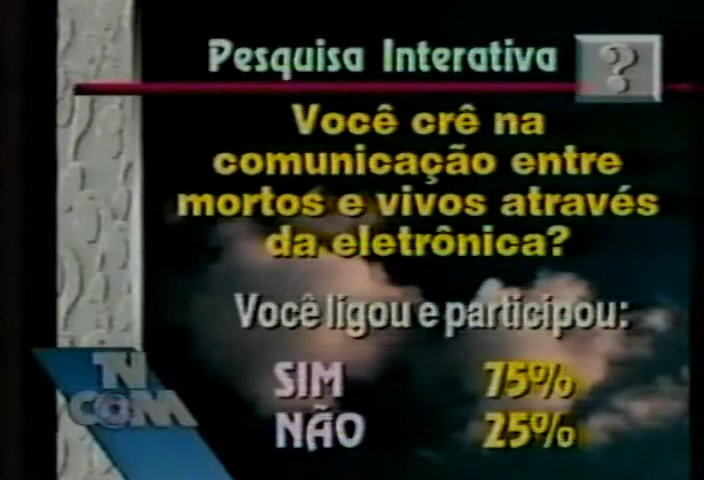 Pesquisa Interativa ?
Você crê na
comunicação entre
mortos e vivos através
da eletrônica?
Você ligou e participou:
SIM 75%
NÃO 25%
TV
COM